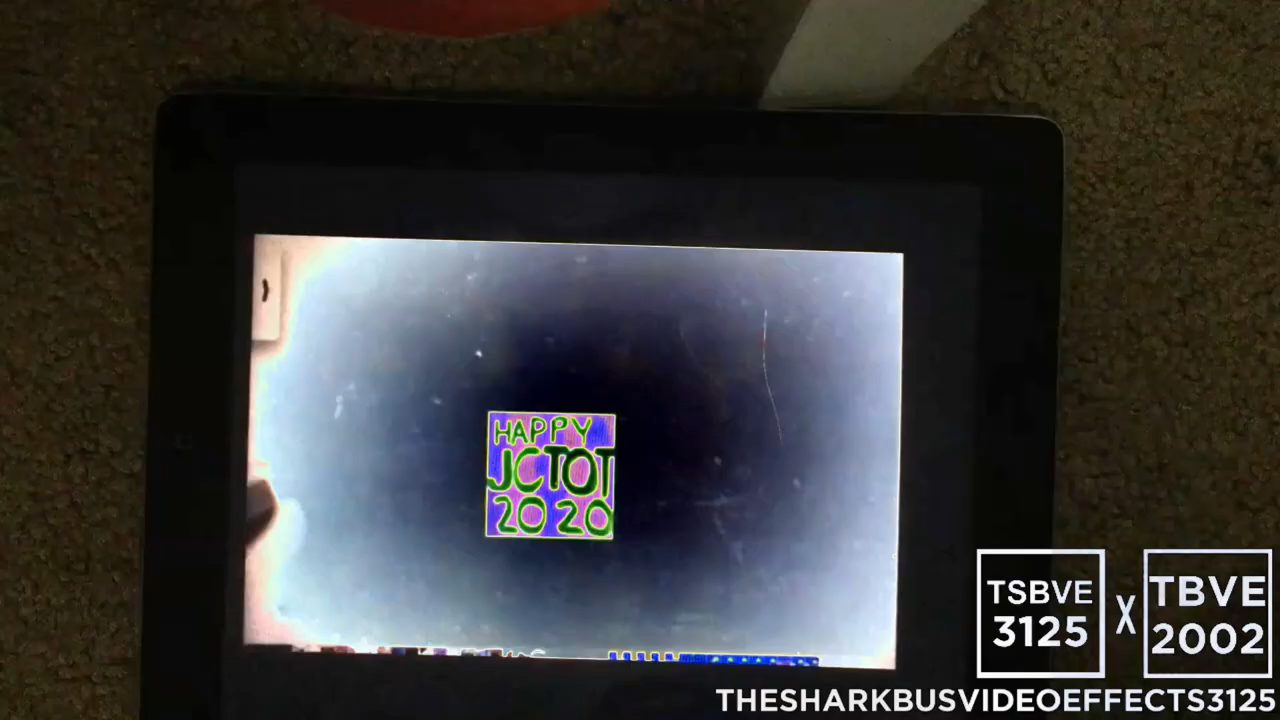 HAPPY
JCTOT
2020
TSBVE
3125
X
TBVE
2002
THESHARKBUSVIDEOEFFECTS3125